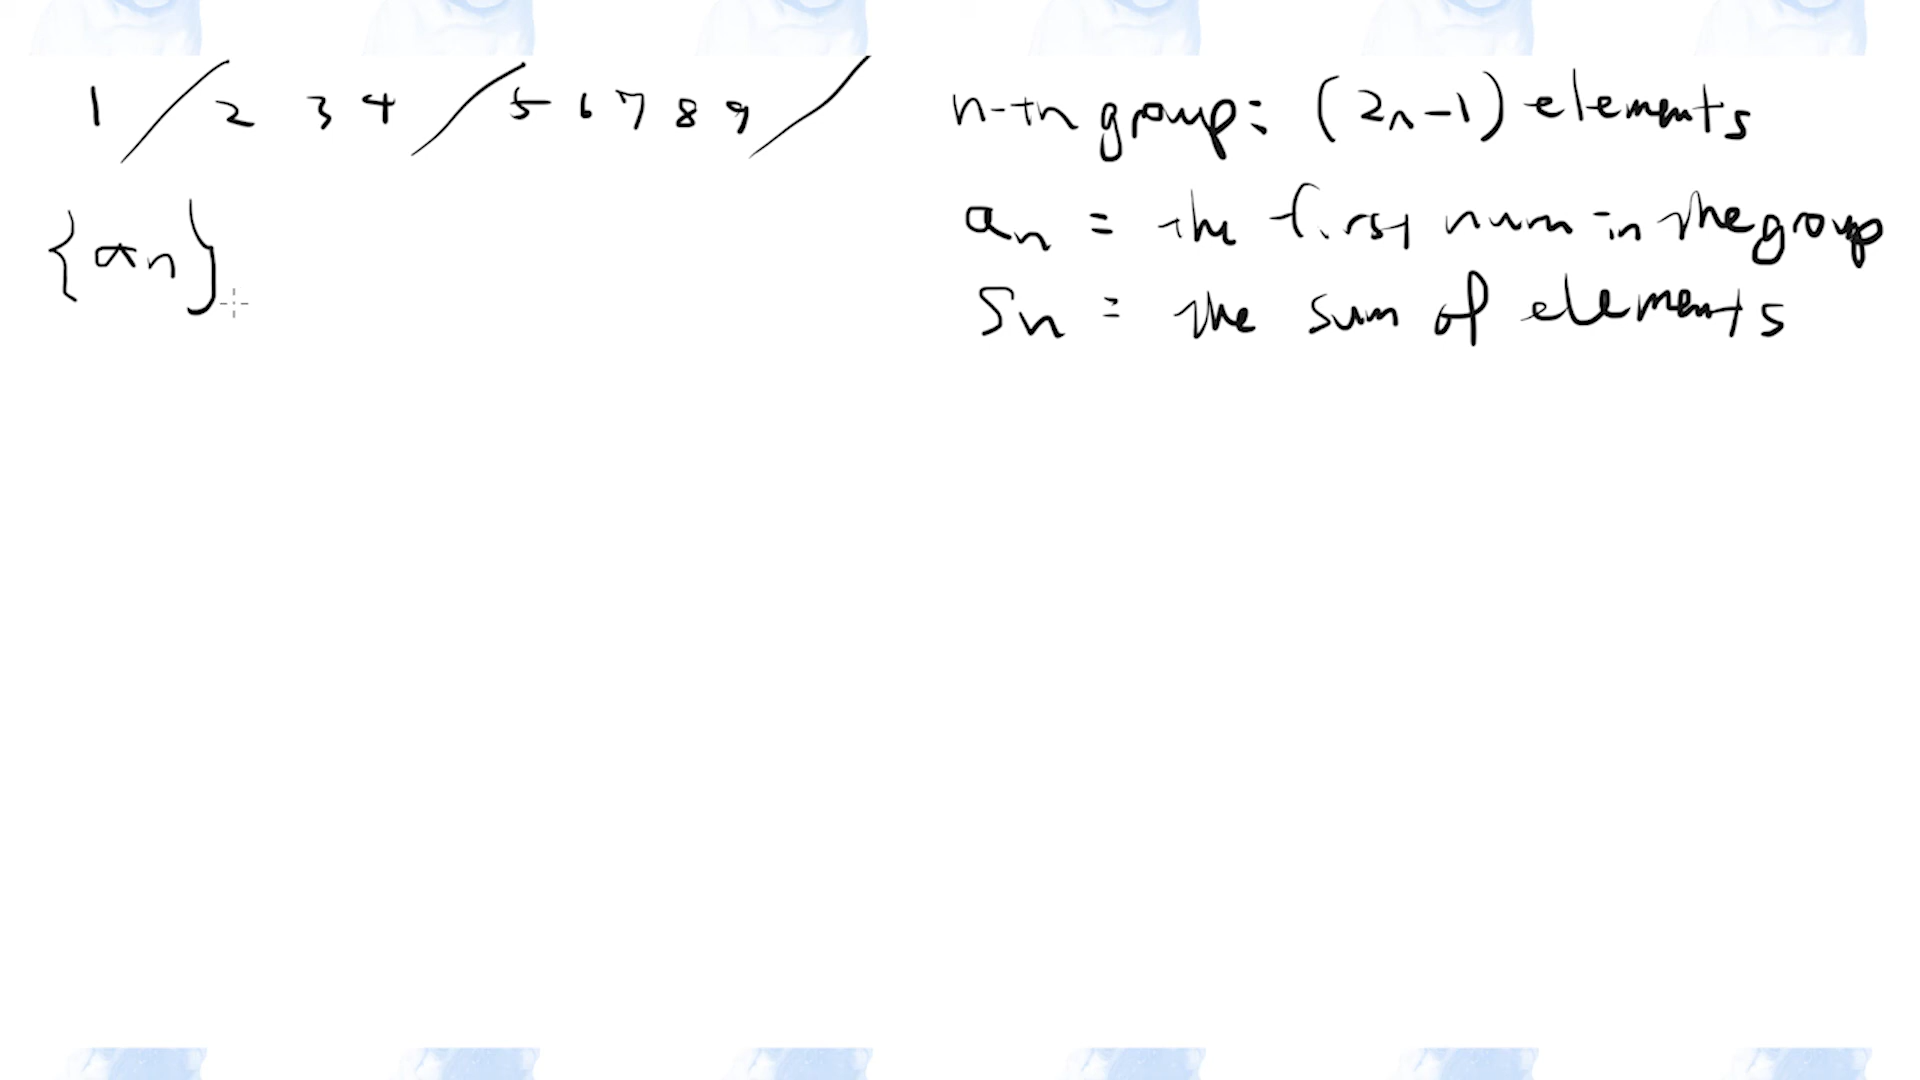 1 / 2 3 4 / 5 6 7 8 9 /
{an}
n-th group: (2n-1) elements
an = the first num in the group
Sn = the sum of elements